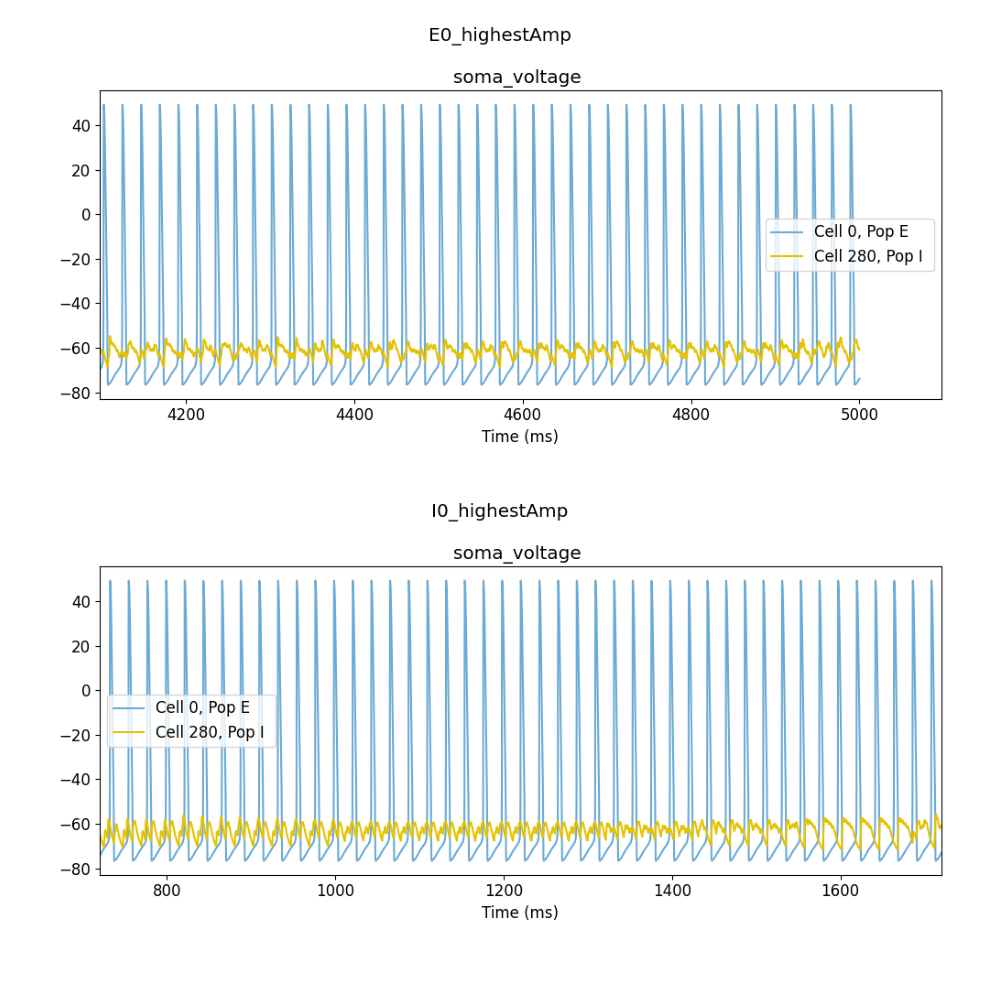 E0_highestAmp
soma_voltage
40
20
0
−20
−40
−60
−80
Cell 0, Pop E
Cell 280, Pop I
4200 4400 4600 4800 5000
Time (ms)
I0_highestAmp
soma_voltage
40
20
0
−20
−40
−60
−80
Cell 0, Pop E
Cell 280, Pop I
800 1000 1200 1400 1600
Time (ms)